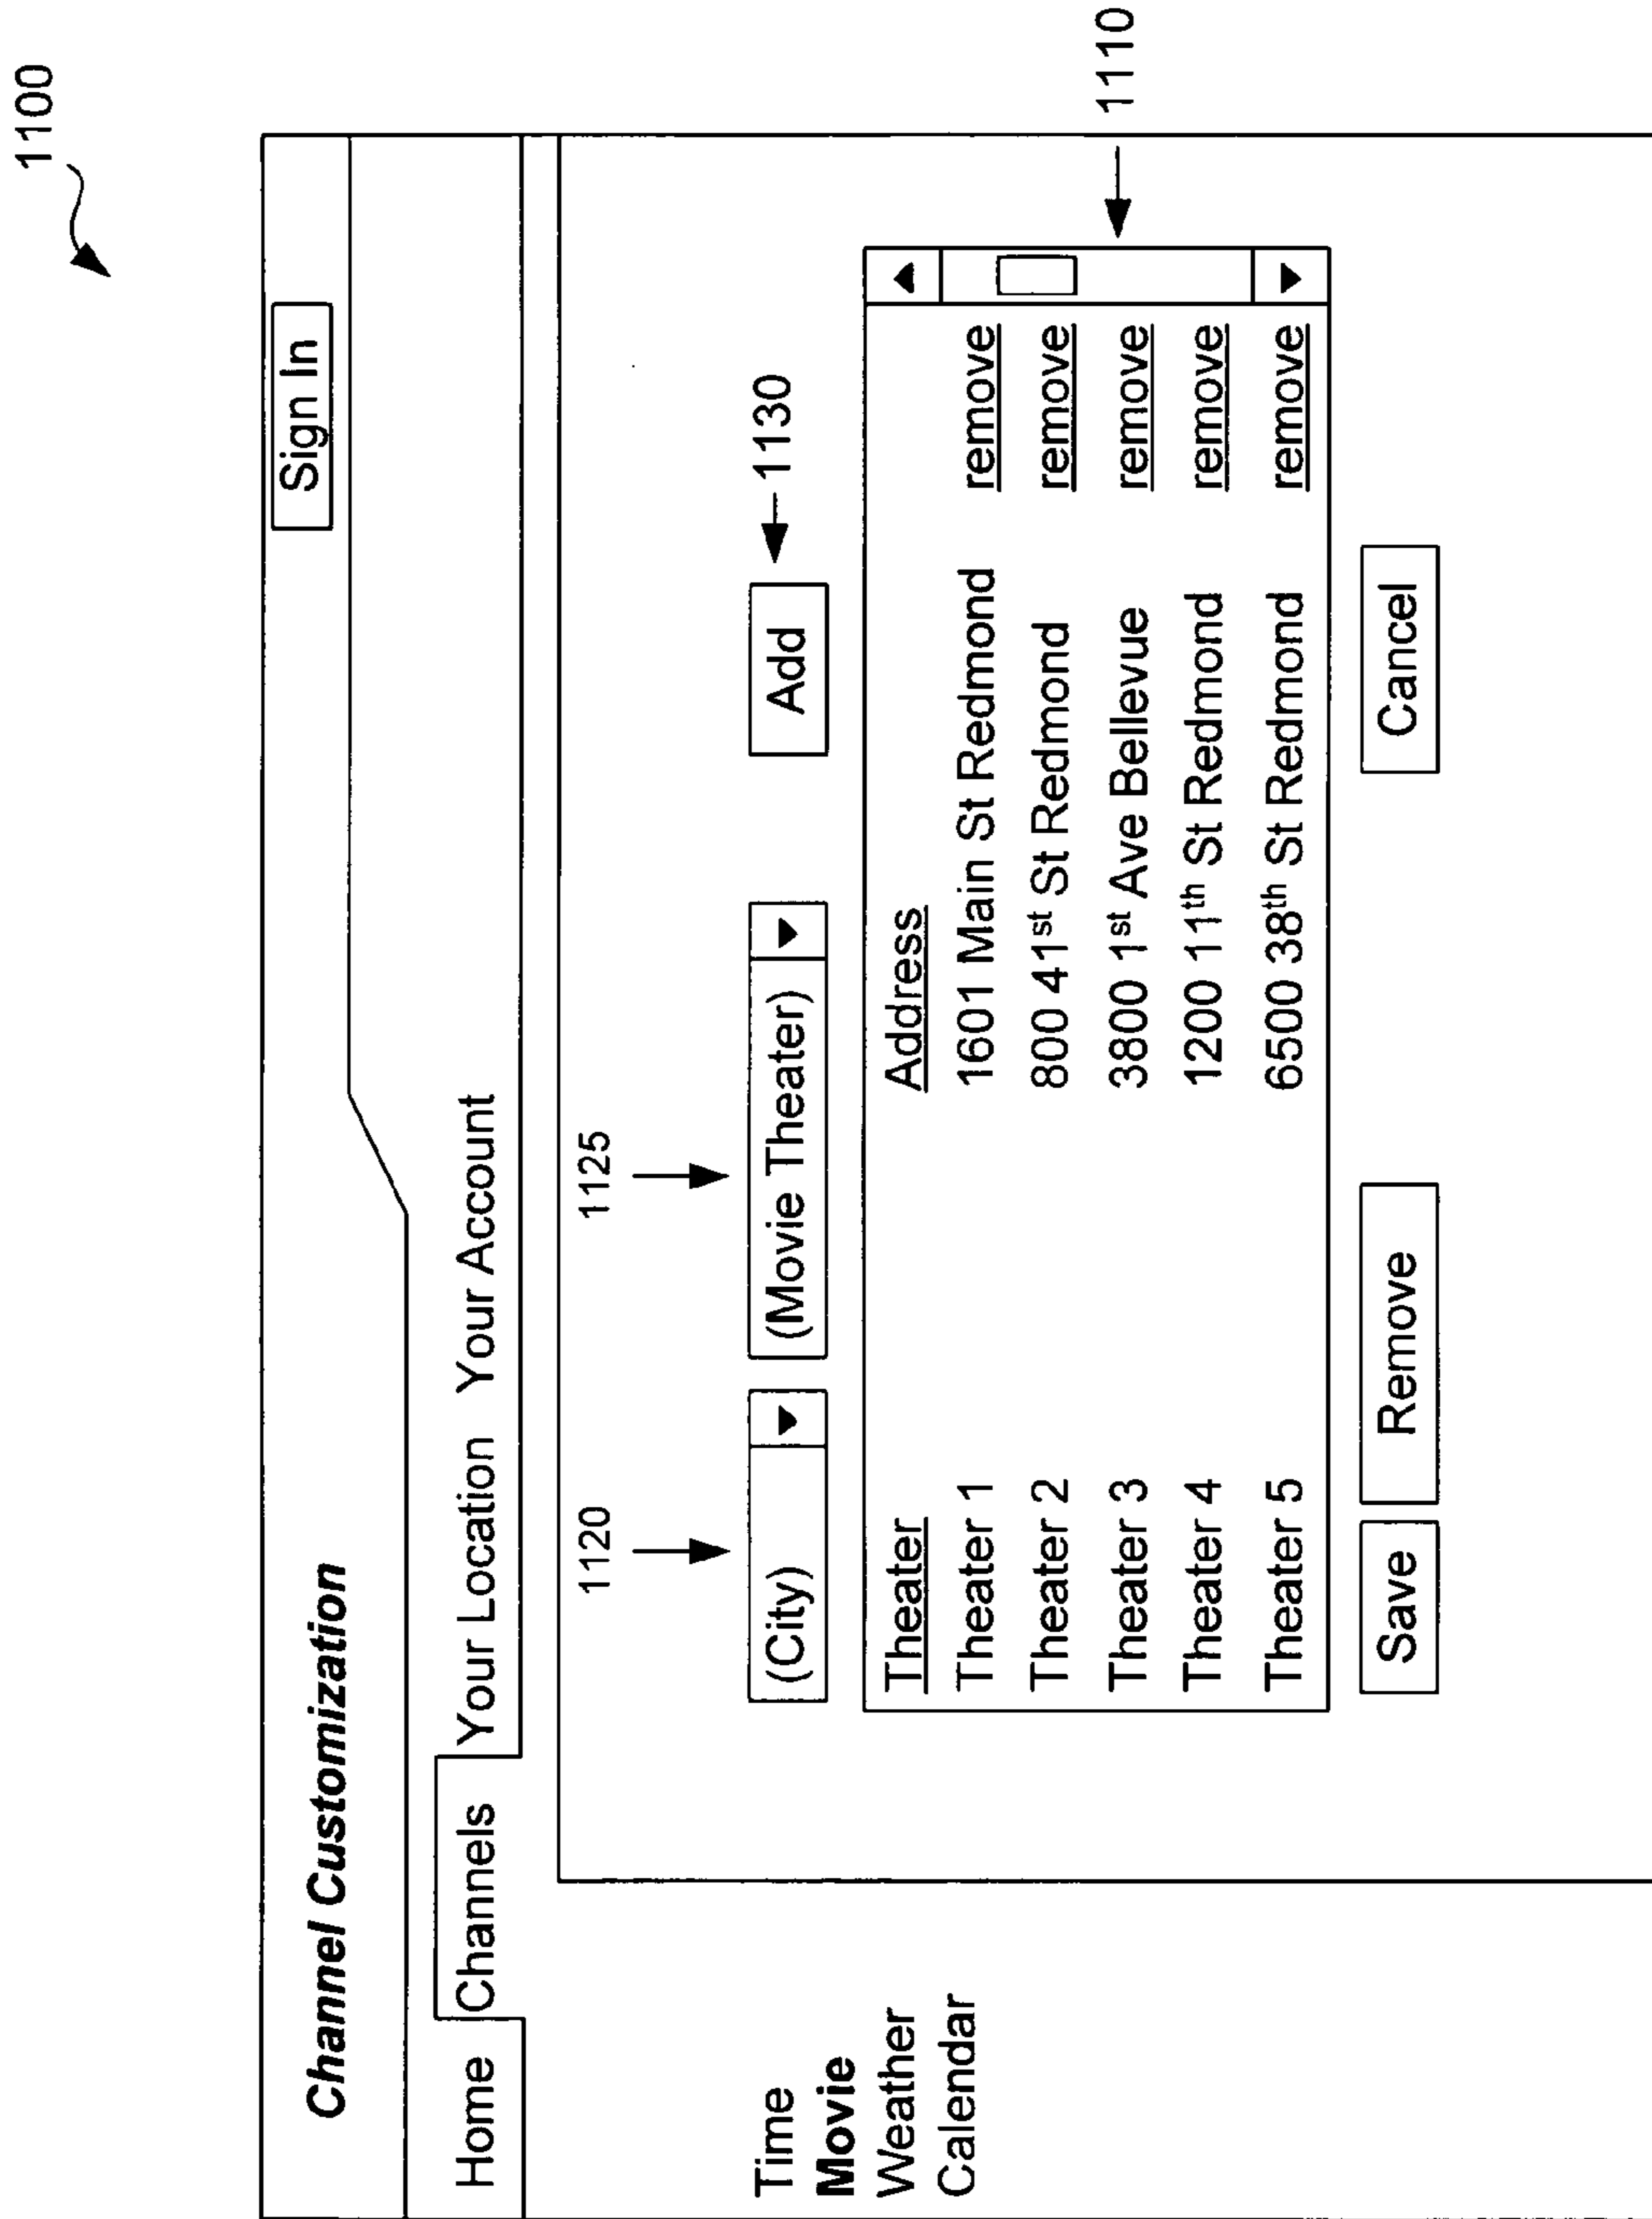 1100
Sign In
Channel Customization
Home Channels Your Location Your Account
1120 1125
Time (City) (Movie Theater) Add 1130
Movie
Weather Theater Address
Calendar Theater 1 1601 Main St Redmond remove
Theater 2 800 41st St Redmond remove
Theater 3 3800 1st Ave Bellevue remove 1110
Theater 4 1200 11th St Redmond remove
Theater 5 6500 38th St Redmond remove
Save Remove Cancel